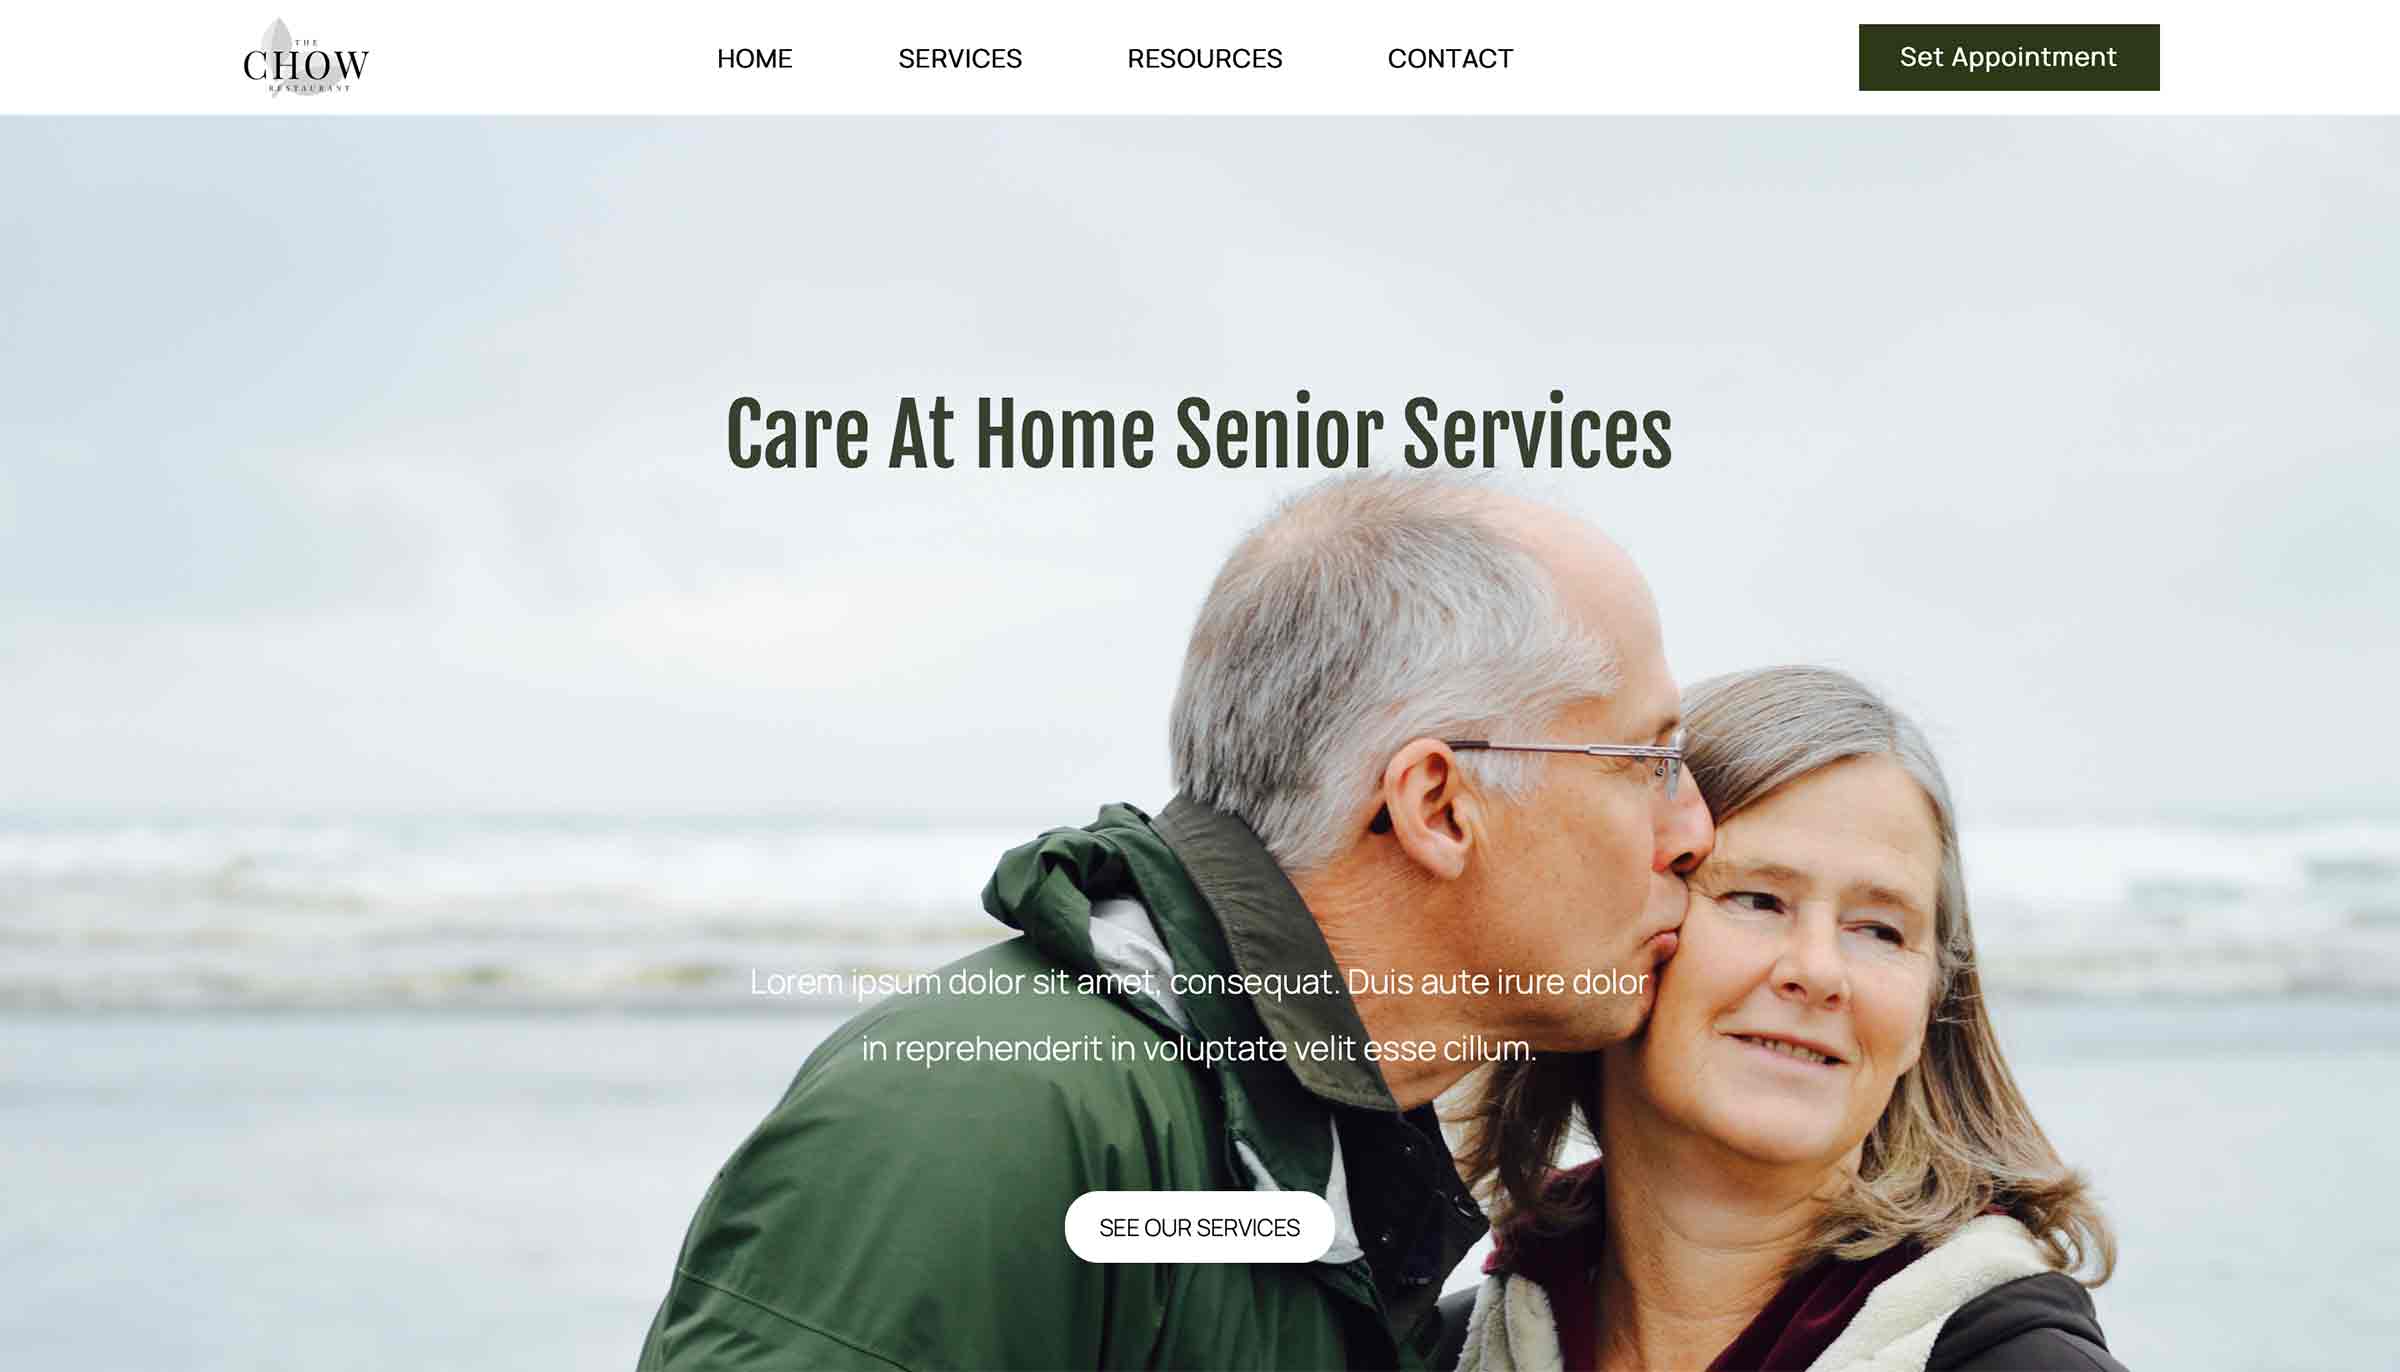 THE
CHOW
RESTAURANT
HOME SERVICES RESOURCES CONTACT
Set Appointment
Care At Home Senior Services
Lorem ipsum dolor sit amet, consequat. Duis aute irure dolor
in reprehenderit in voluptate velit esse cillum.
SEE OUR SERVICES